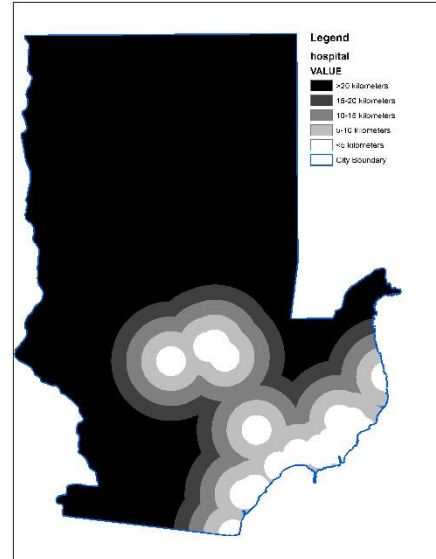 Legend
hospital
VALUE
>20 kilometers
15-20 kilometers
10-15 kilometers
5-10 kilometers
<5 kilometers
City Boundary